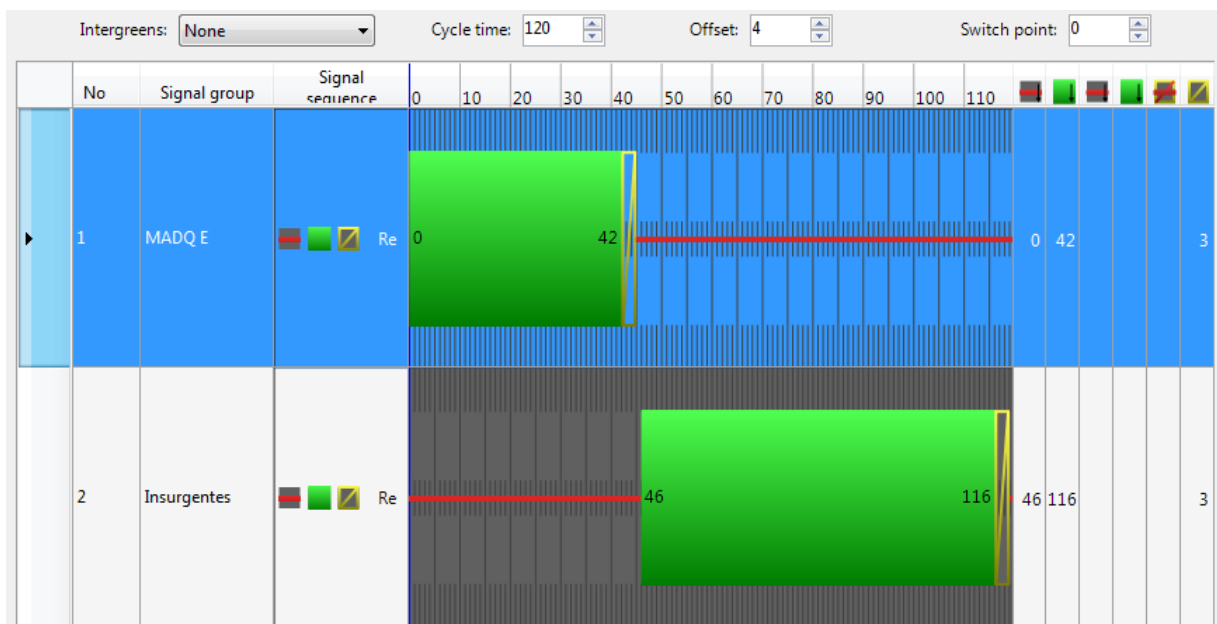 Intergreens: None Cycle time: 120 Offset: 4 Switch point: 0
No Signal group Signal sequence 0 10 20 30 40 50 60 70 80 90 100 110
1 MADQ E Re 0 42 0 42 3
2 Insurgentes Re 46 116 46 116 3